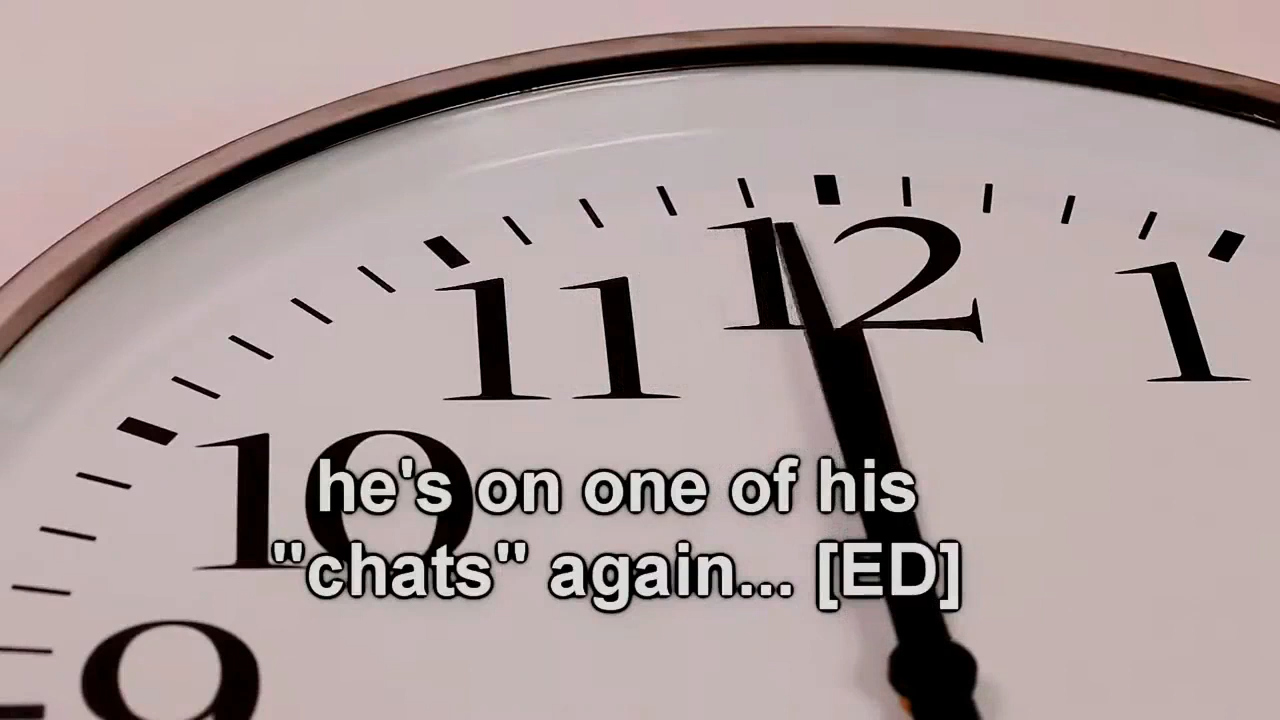 12
11
1
10
he's on one of his
"chats" again... [ED]
9